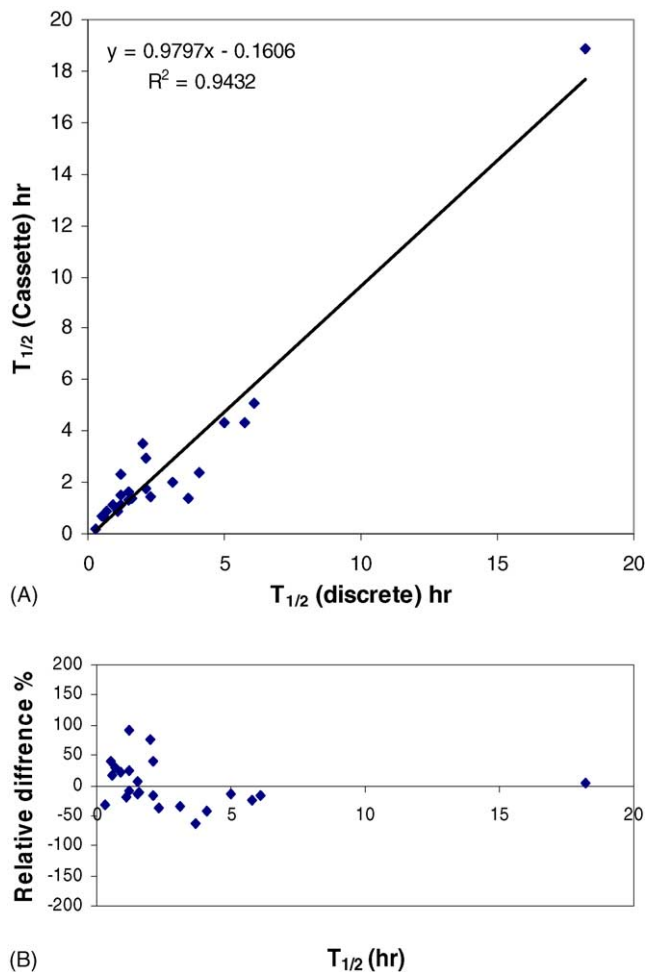 20
18
16
14
12
10
8
6
4
2
0
y = 0.9797x - 0.1606
R² = 0.9432
T₁/₂ (Cassette) hr
0 5 10 15 20
(A) T₁/₂ (discrete) hr
200
150
100
50
0
-50
-100
-150
-200
Relative diffrence %
0 5 10 15 20
(B) T₁/₂ (hr)